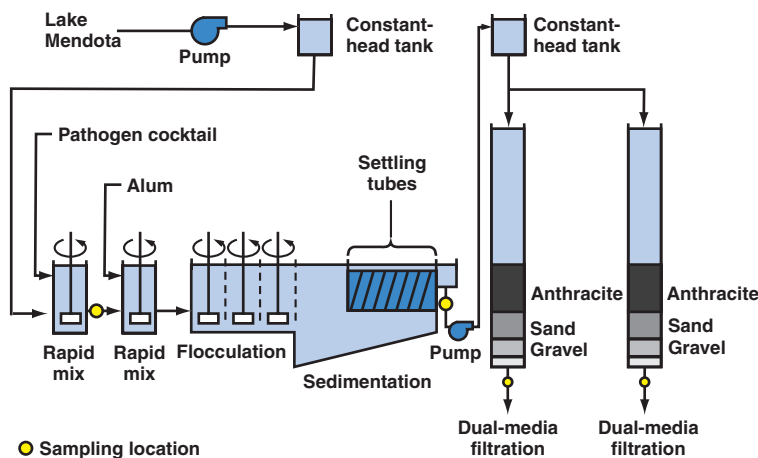 Lake
Mendota
Pump
Constant-
head tank
Constant-
head tank
Pathogen cocktail
Alum
Settling
tubes
Anthracite
Anthracite
Sand
Sand
Gravel
Gravel
Rapid
mix
Rapid
mix
Flocculation
Pump
Sedimentation
Dual-media
filtration
Dual-media
filtration
Sampling location